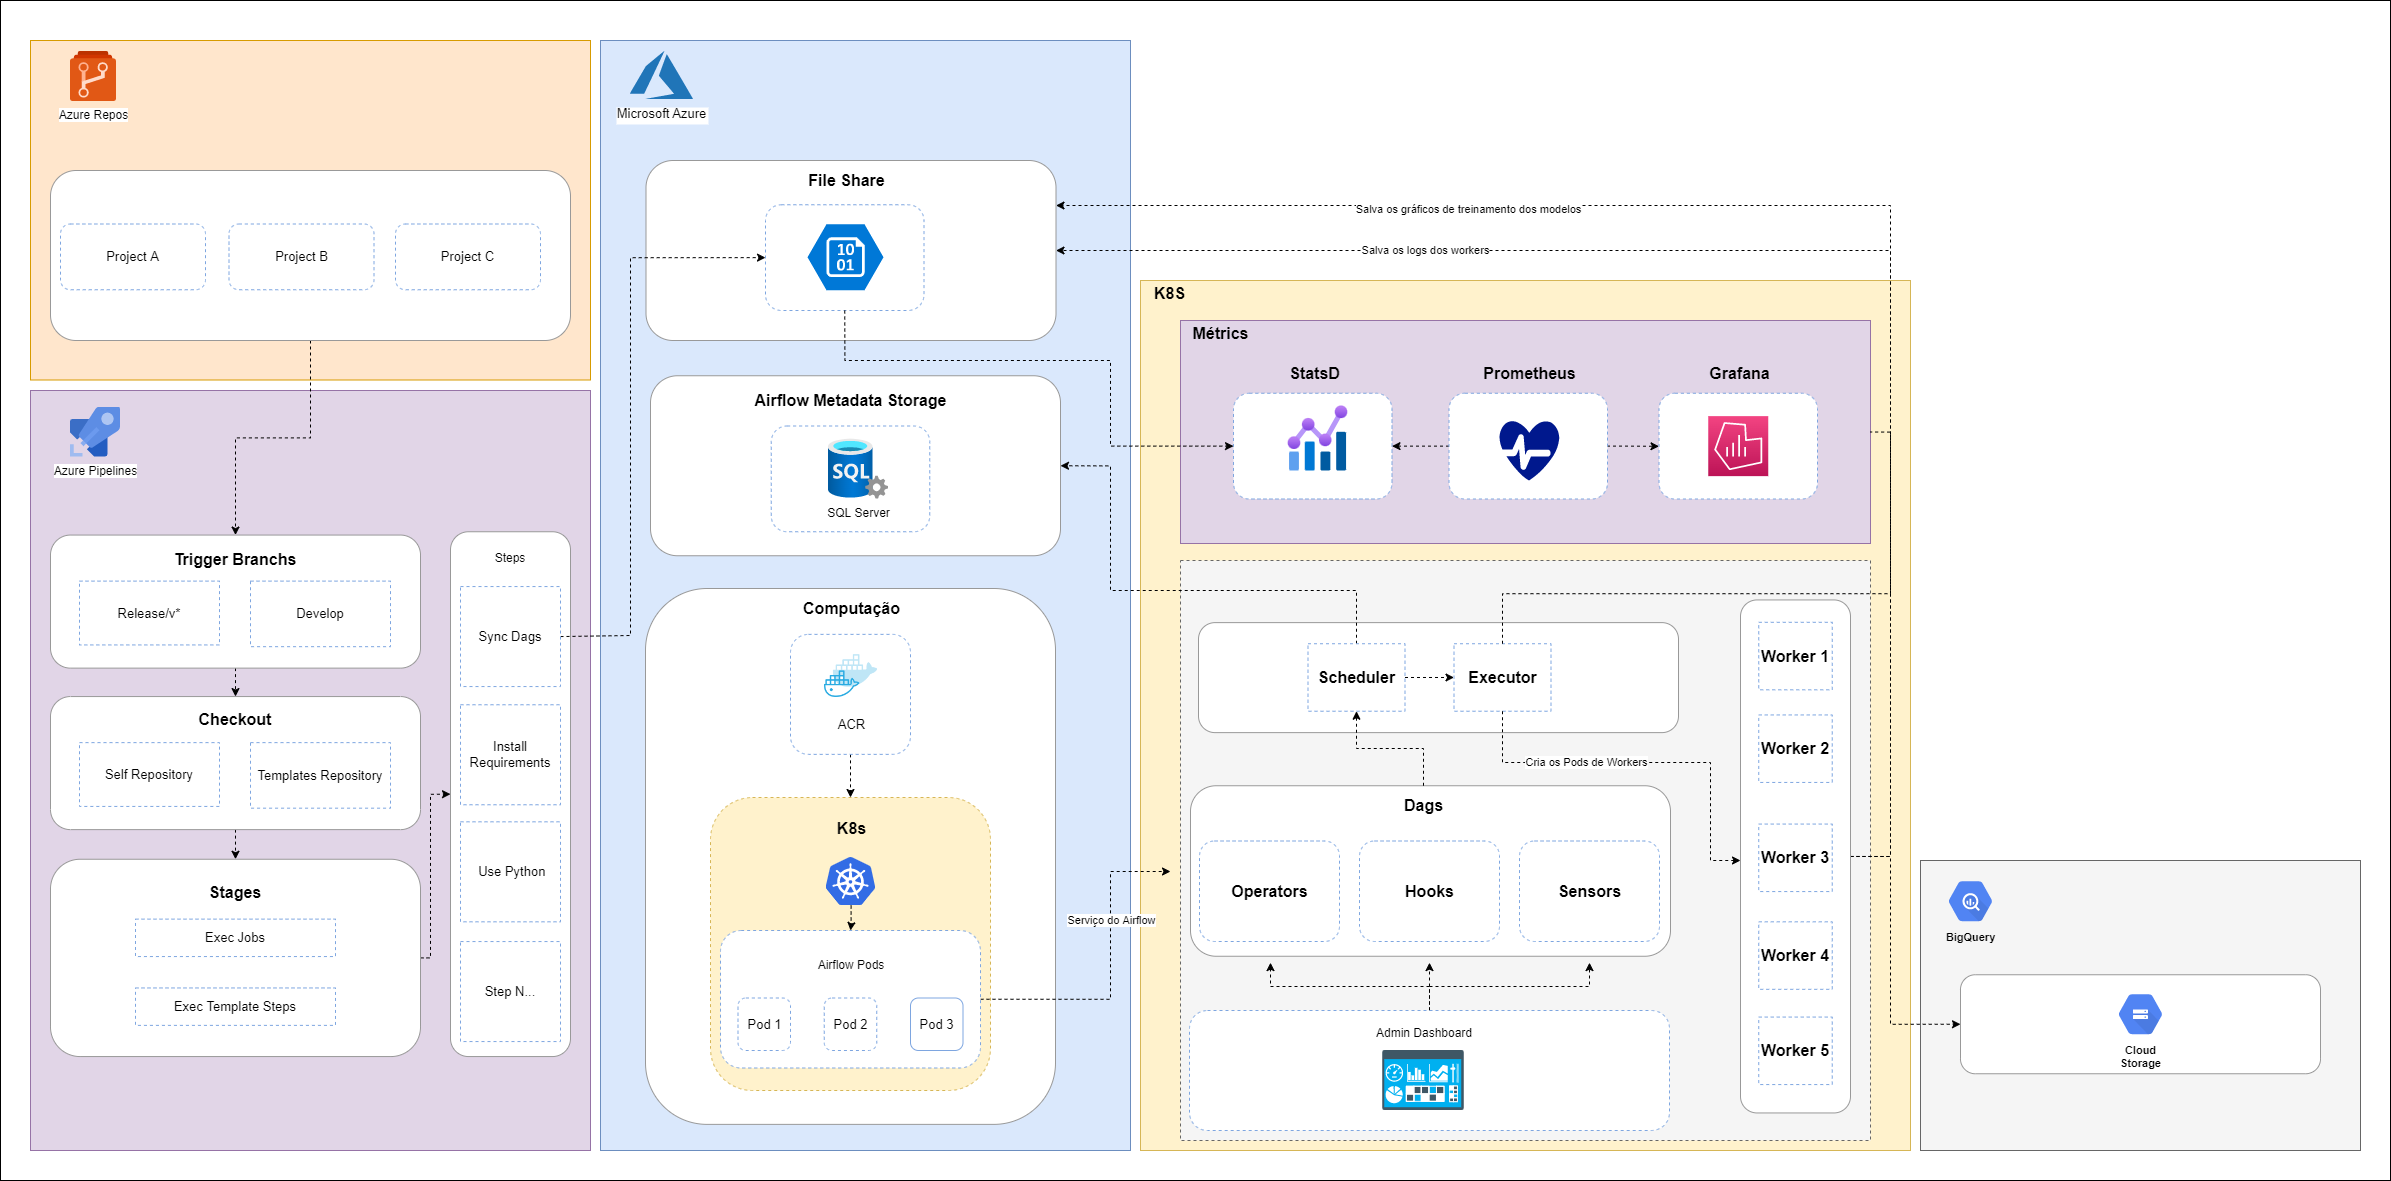 Azure Repos
Project A
Project B
Project C
Azure Pipelines
Trigger Branchs
Release/v*
Develop
Checkout
Self Repository
Templates Repository
Stages
Exec Jobs
Exec Template Steps
Steps
Sync Dags
Install
Requirements
Use Python
Step N...
Microsoft Azure
File Share
10
01
Airflow Metadata Storage
SQL
SQL Server
Computação
ACR
K8s
Airflow Pods
Pod 1
Pod 2
Pod 3
Serviço do Airflow
Salva os gráficos de treinamento dos modelos
Salva os logs dos workers
K8S
Métrics
StatsD
Prometheus
Grafana
Scheduler
Executor
Cria os Pods de Workers
Dags
Operators
Hooks
Sensors
Admin Dashboard
Worker 1
Worker 2
Worker 3
Worker 4
Worker 5
BigQuery
Cloud
Storage